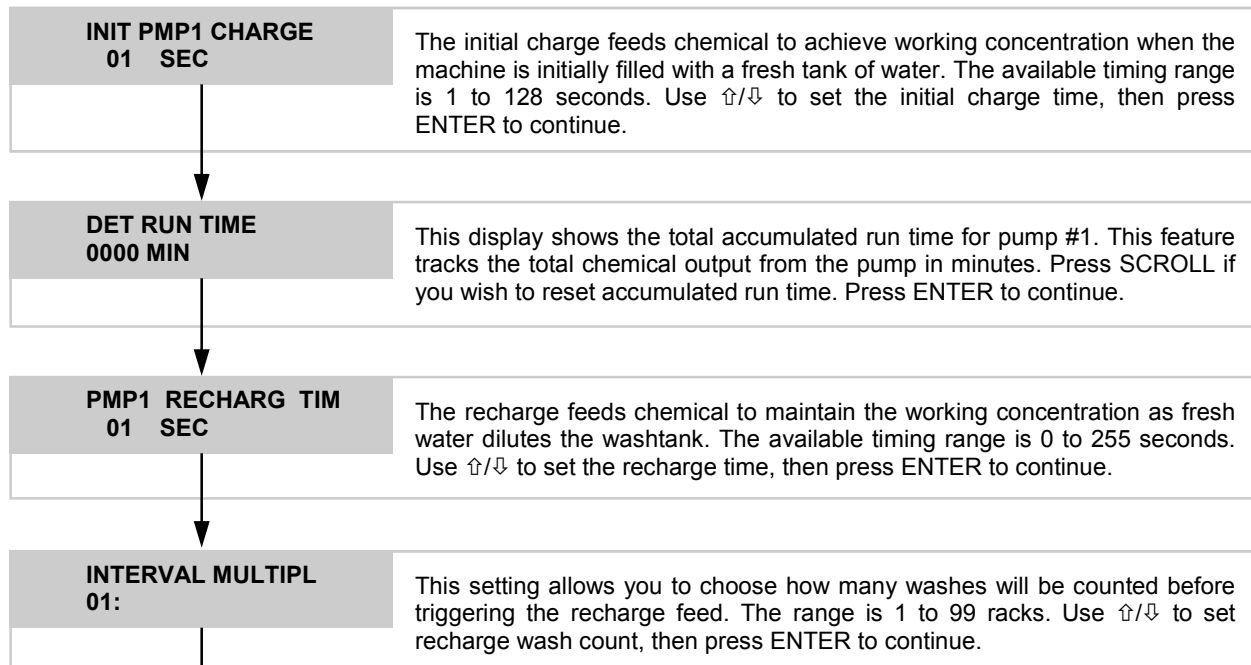 INIT PMP1 CHARGE
01 SEC
The initial charge feeds chemical to achieve working concentration when the
machine is initially filled with a fresh tank of water. The available timing range
is 1 to 128 seconds. Use ⇧/⇩ to set the initial charge time, then press
ENTER to continue.
DET RUN TIME
0000 MIN
This display shows the total accumulated run time for pump #1. This feature
tracks the total chemical output from the pump in minutes. Press SCROLL if
you wish to reset accumulated run time. Press ENTER to continue.
PMP1 RECHARG TIM
01 SEC
The recharge feeds chemical to maintain the working concentration as fresh
water dilutes the washtank. The available timing range is 0 to 255 seconds.
Use ⇧/⇩ to set the recharge time, then press ENTER to continue.
INTERVAL MULTIPL
01:
This setting allows you to choose how many washes will be counted before
triggering the recharge feed. The range is 1 to 99 racks. Use ⇧/⇩ to set
recharge wash count, then press ENTER to continue.